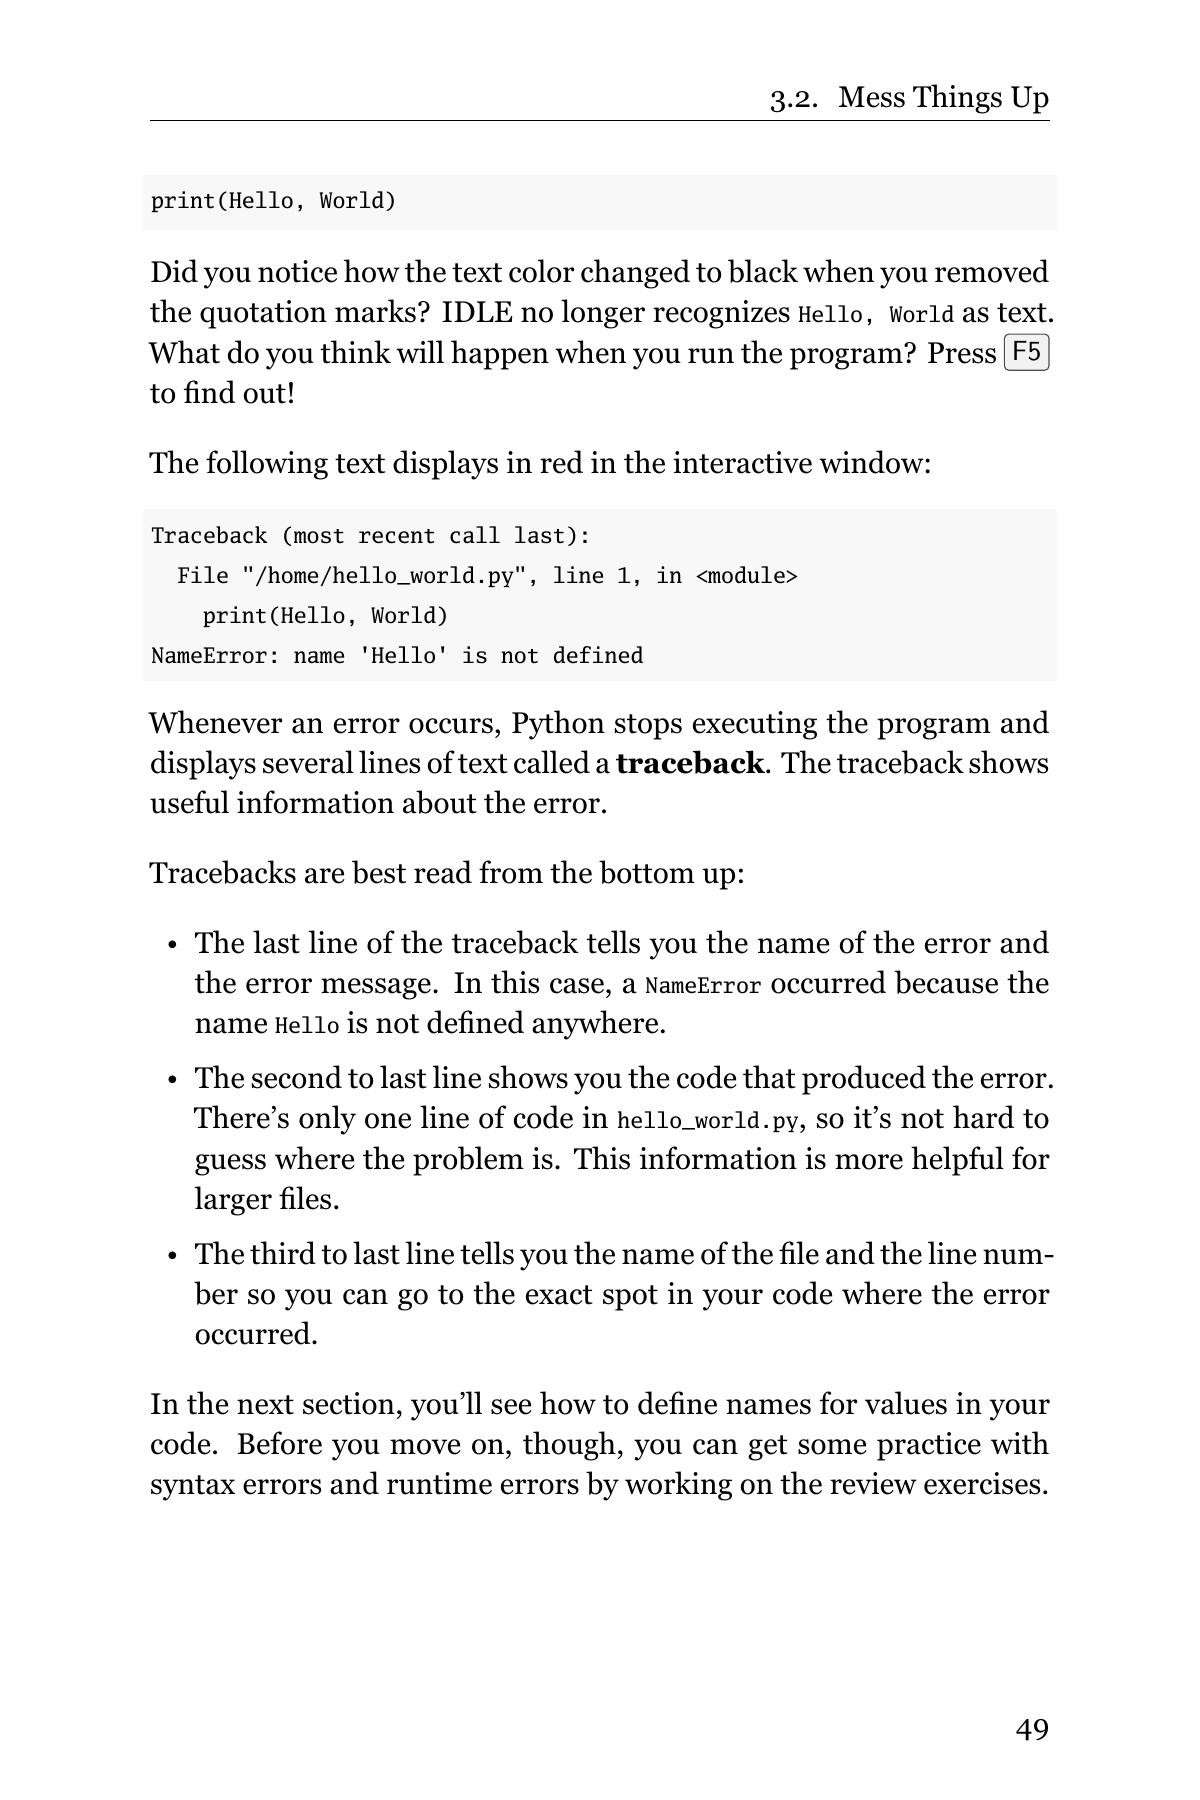 3.2. Mess Things Up
print(Hello, World)
Did you notice how the text color changed to black when you removed
the quotation marks? IDLE no longer recognizes Hello, World as text.
What do you think will happen when you run the program? Press F5
to find out!
The following text displays in red in the interactive window:
Traceback (most recent call last):
  File "/home/hello_world.py", line 1, in <module>
    print(Hello, World)
NameError: name 'Hello' is not defined
Whenever an error occurs, Python stops executing the program and
displays several lines of text called a traceback. The traceback shows
useful information about the error.
Tracebacks are best read from the bottom up:
• The last line of the traceback tells you the name of the error and
the error message. In this case, a NameError occurred because the
name Hello is not defined anywhere.
• The second to last line shows you the code that produced the error.
There’s only one line of code in hello_world.py, so it’s not hard to
guess where the problem is. This information is more helpful for
larger files.
• The third to last line tells you the name of the file and the line num-
ber so you can go to the exact spot in your code where the error
occurred.
In the next section, you’ll see how to define names for values in your
code. Before you move on, though, you can get some practice with
syntax errors and runtime errors by working on the review exercises.
49